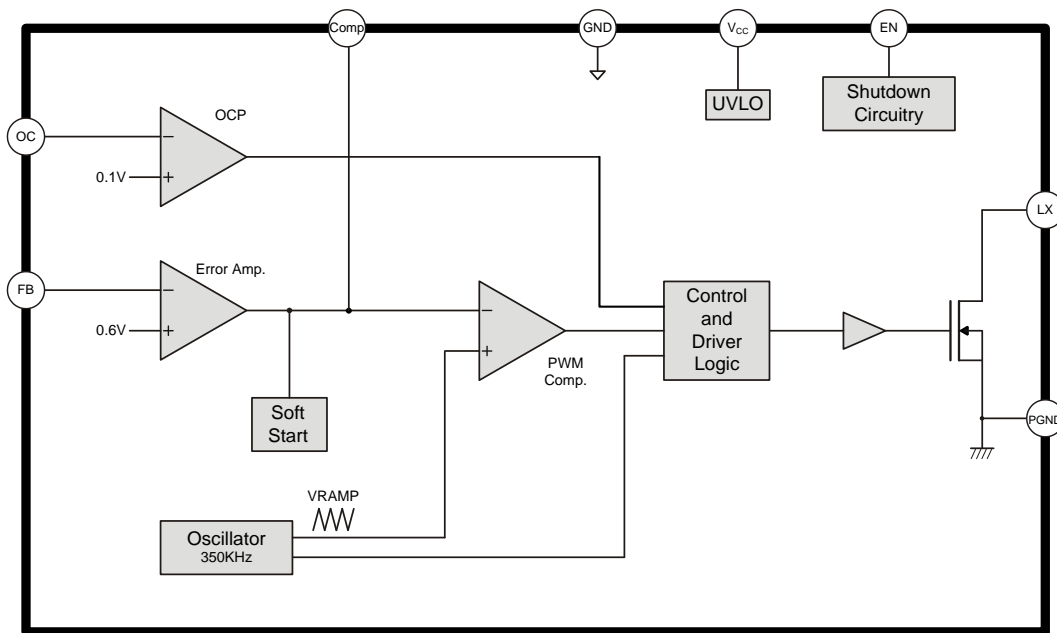 Comp
GND
VCC
EN
UVLO
Shutdown
Circuitry
OCP
OC
−
0.1V
+
LX
Error Amp.
FB
−
0.6V
+
−
+
PWM
Comp.
Control
and
Driver
Logic
Soft
Start
PGND
VRAMP
Oscillator
350KHz